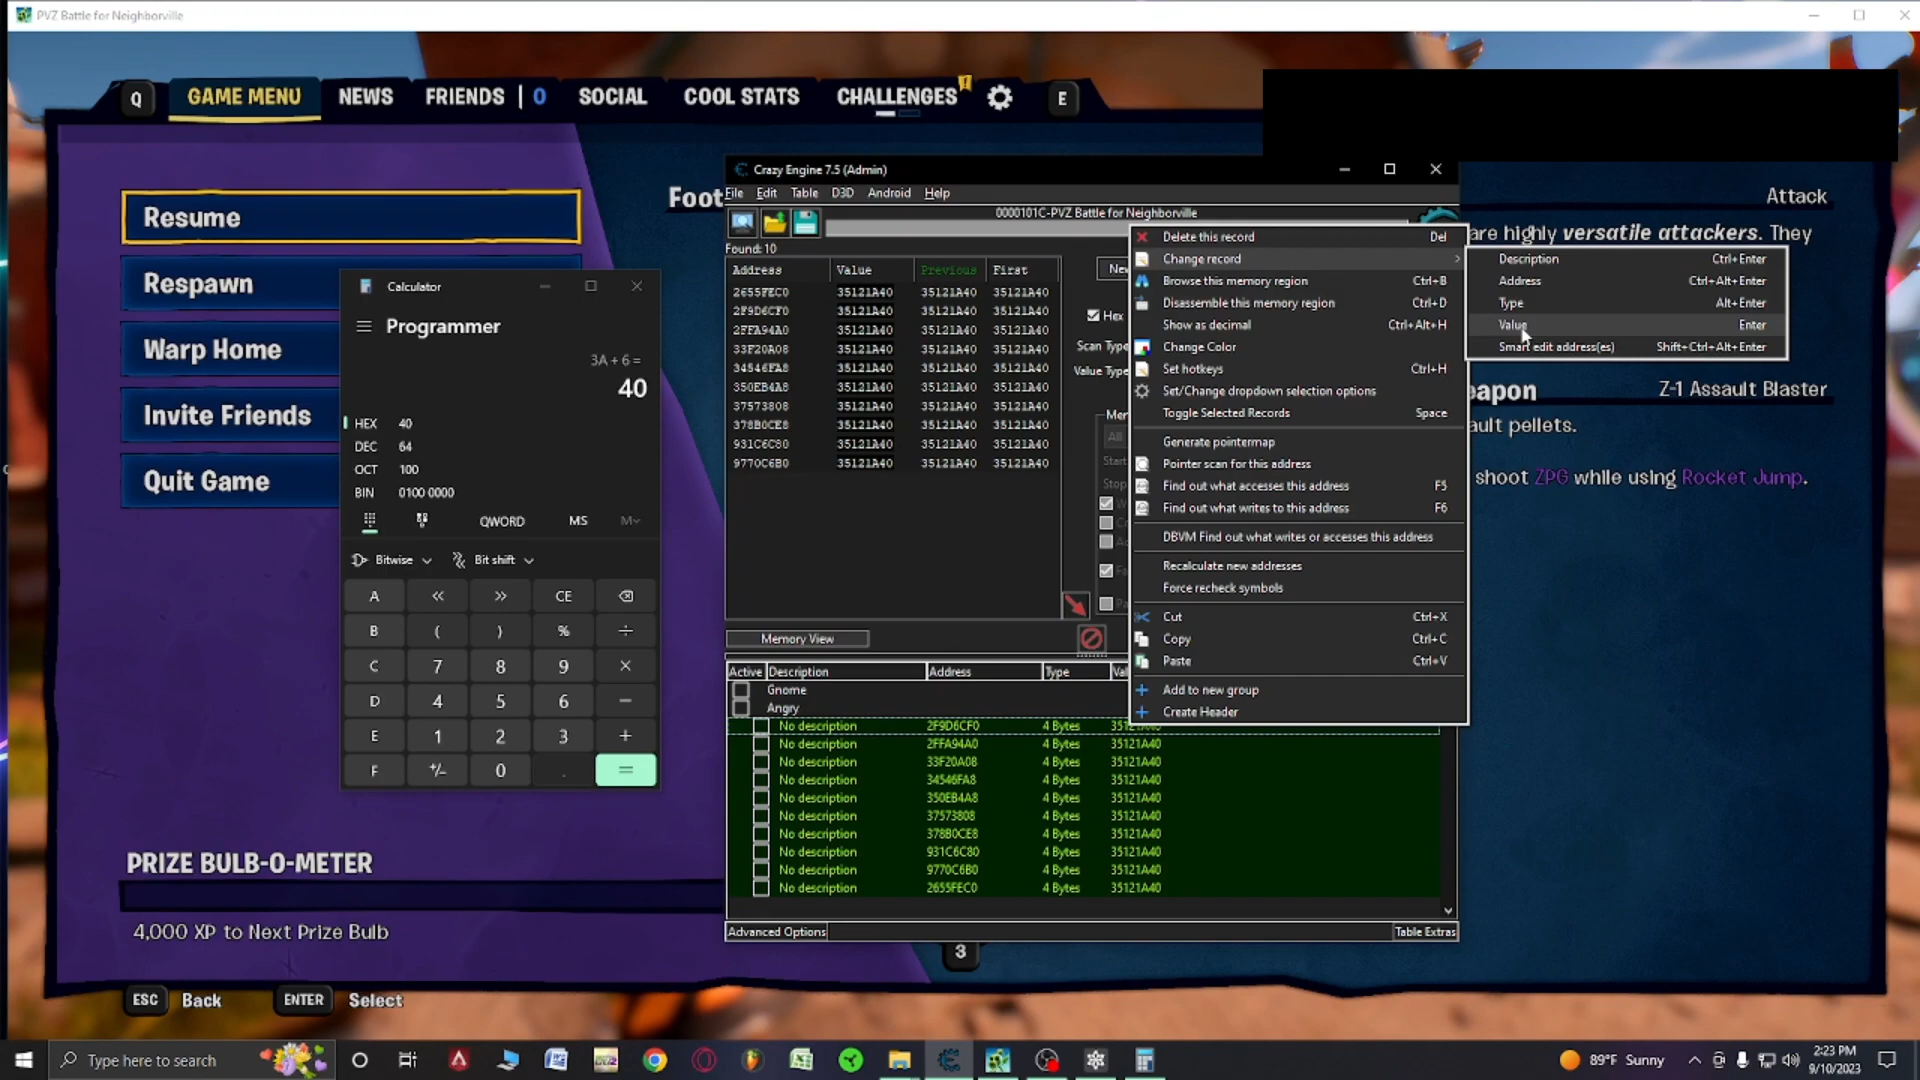 PVZ Battle for Neighborville
Q GAME MENU NEWS FRIENDS | 0 SOCIAL COOL STATS CHALLENGES ! E
Resume
Respawn
Warp Home
Invite Friends
Quit Game
PRIZE BULB-O-METER
4,000 XP to Next Prize Bulb
ESC Back ENTER Select
3
Foot
Attack
are highly versatile attackers. They
Z-1 Assault Blaster
ault pellets.
shoot ZPG while using Rocket Jump.
Calculator
Programmer
3A + 6 =
40
HEX 40
DEC 64
OCT 100
BIN 0100 0000
QWORD MS M
Bitwise Bit shift
A << >> CE
B ( ) % ÷
C 7 8 9 ×
D 4 5 6 −
E 1 2 3 +
F +/− 0 . =
Crazy Engine 7.5 (Admin)
File Edit Table D3D Android Help
0000101C-PVZ Battle for Neighborville
Found: 10
Address Value Previous First
2655FEC0 35121A40 35121A40 35121A40
2F9D6CF0 35121A40 35121A40 35121A40
2FFA94A0 35121A40 35121A40 35121A40
33F20A08 35121A40 35121A40 35121A40
34546FA8 35121A40 35121A40 35121A40
350EB4A8 35121A40 35121A40 35121A40
37573808 35121A40 35121A40 35121A40
378B0CE8 35121A40 35121A40 35121A40
931C6C80 35121A40 35121A40 35121A40
9770C6B0 35121A40 35121A40 35121A40
New
Hex
Scan Type
Value Type
Mer
All
Start
Stop
Memory View
Active Description Address Type Val
Gnome
Angry
No description 2F9D6CF0 4 Bytes 35121A40
No description 2FFA94A0 4 Bytes 35121A40
No description 33F20A08 4 Bytes 35121A40
No description 34546FA8 4 Bytes 35121A40
No description 350EB4A8 4 Bytes 35121A40
No description 37573808 4 Bytes 35121A40
No description 378B0CE8 4 Bytes 35121A40
No description 931C6C80 4 Bytes 35121A40
No description 9770C6B0 4 Bytes 35121A40
No description 2655FEC0 4 Bytes 35121A40
Advanced Options Table Extras
Delete this record Del
Change record >
Browse this memory region Ctrl+B
Disassemble this memory region Ctrl+D
Show as decimal Ctrl+Alt+H
Change Color
Set hotkeys Ctrl+H
Set/Change dropdown selection options
Toggle Selected Records Space
Generate pointermap
Pointer scan for this address
Find out what accesses this address F5
Find out what writes to this address F6
DBVM Find out what writes or accesses this address
Recalculate new addresses
Force recheck symbols
Cut Ctrl+X
Copy Ctrl+C
Paste Ctrl+V
Add to new group
Create Header
Description Ctrl+Enter
Address Ctrl+Alt+Enter
Type Alt+Enter
Value Enter
Smart edit address(es) Shift+Ctrl+Alt+Enter
eapon
Type here to search
89°F Sunny
2:23 PM
9/10/2023